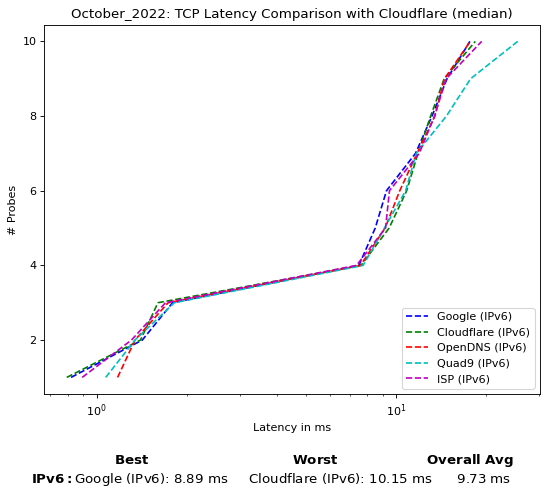 October_2022: TCP Latency Comparison with Cloudflare (median)
10
8
6
4
2
# Probes
10⁰
10¹
Latency in ms
Google (IPv6)
Cloudflare (IPv6)
OpenDNS (IPv6)
Quad9 (IPv6)
ISP (IPv6)
Best Worst Overall Avg
IPv6: Google (IPv6): 8.89 ms Cloudflare (IPv6): 10.15 ms 9.73 ms